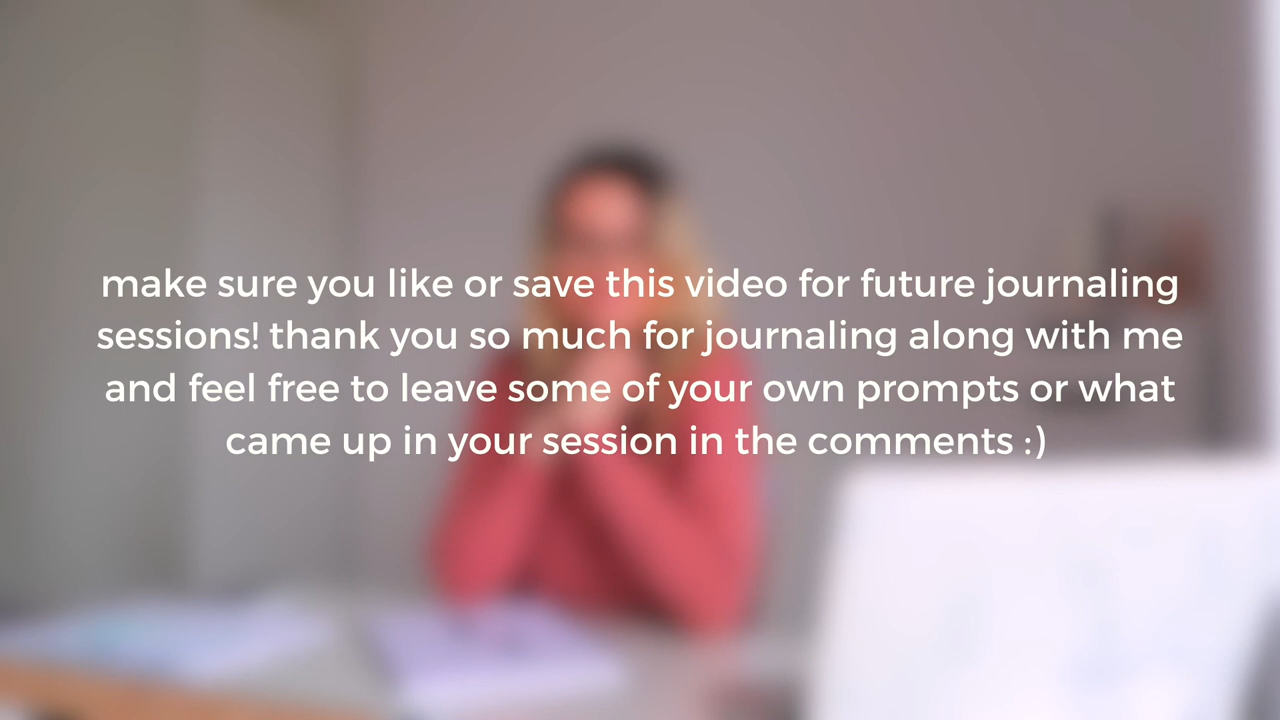 make sure you like or save this video for future journaling
sessions! thank you so much for journaling along with me
and feel free to leave some of your own prompts or what
came up in your session in the comments :)